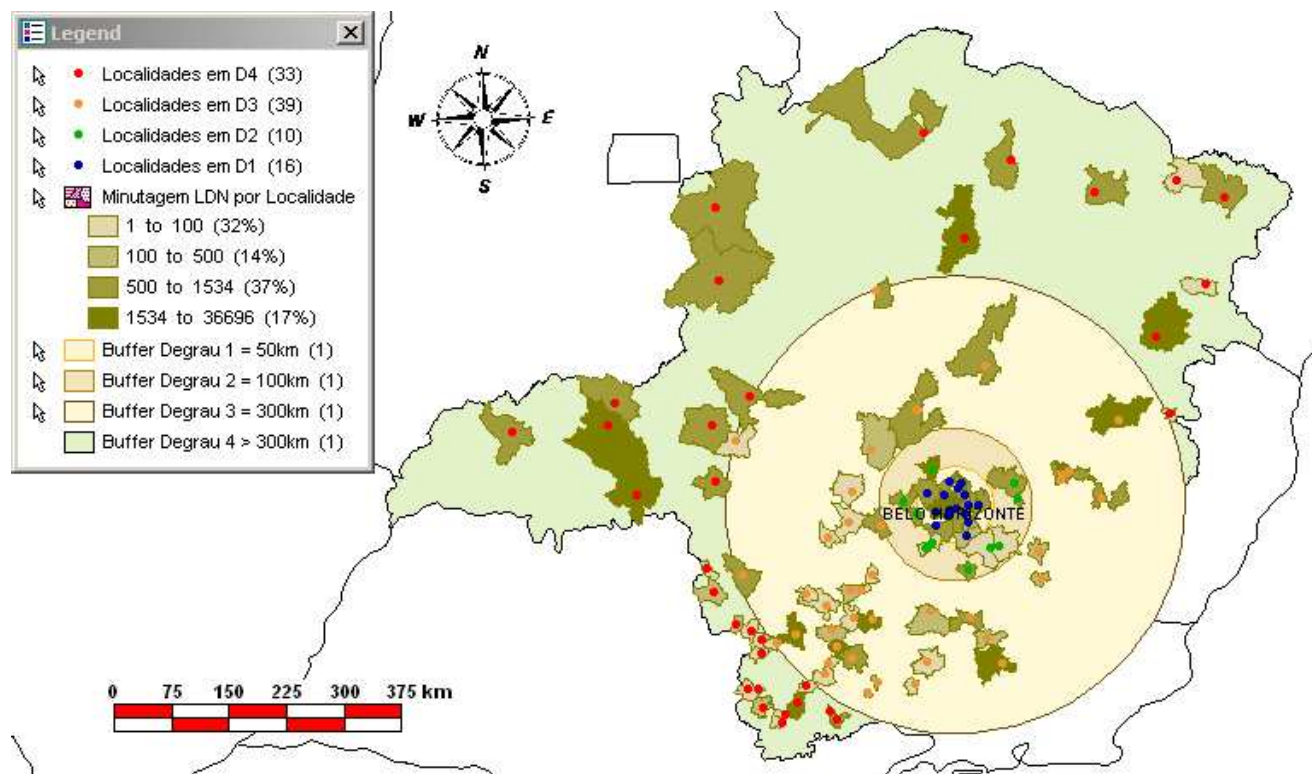 Legend
Localidades em D4 (33)
Localidades em D3 (39)
Localidades em D2 (10)
Localidades em D1 (16)
Minutagem LDN por Localidade
1 to 100 (32%)
100 to 500 (14%)
500 to 1534 (37%)
1534 to 36696 (17%)
Buffer Degrau 1 = 50km (1)
Buffer Degrau 2 = 100km (1)
Buffer Degrau 3 = 300km (1)
Buffer Degrau 4 > 300km (1)
N
W E
S
BELO HORIZONTE
0 75 150 225 300 375 km